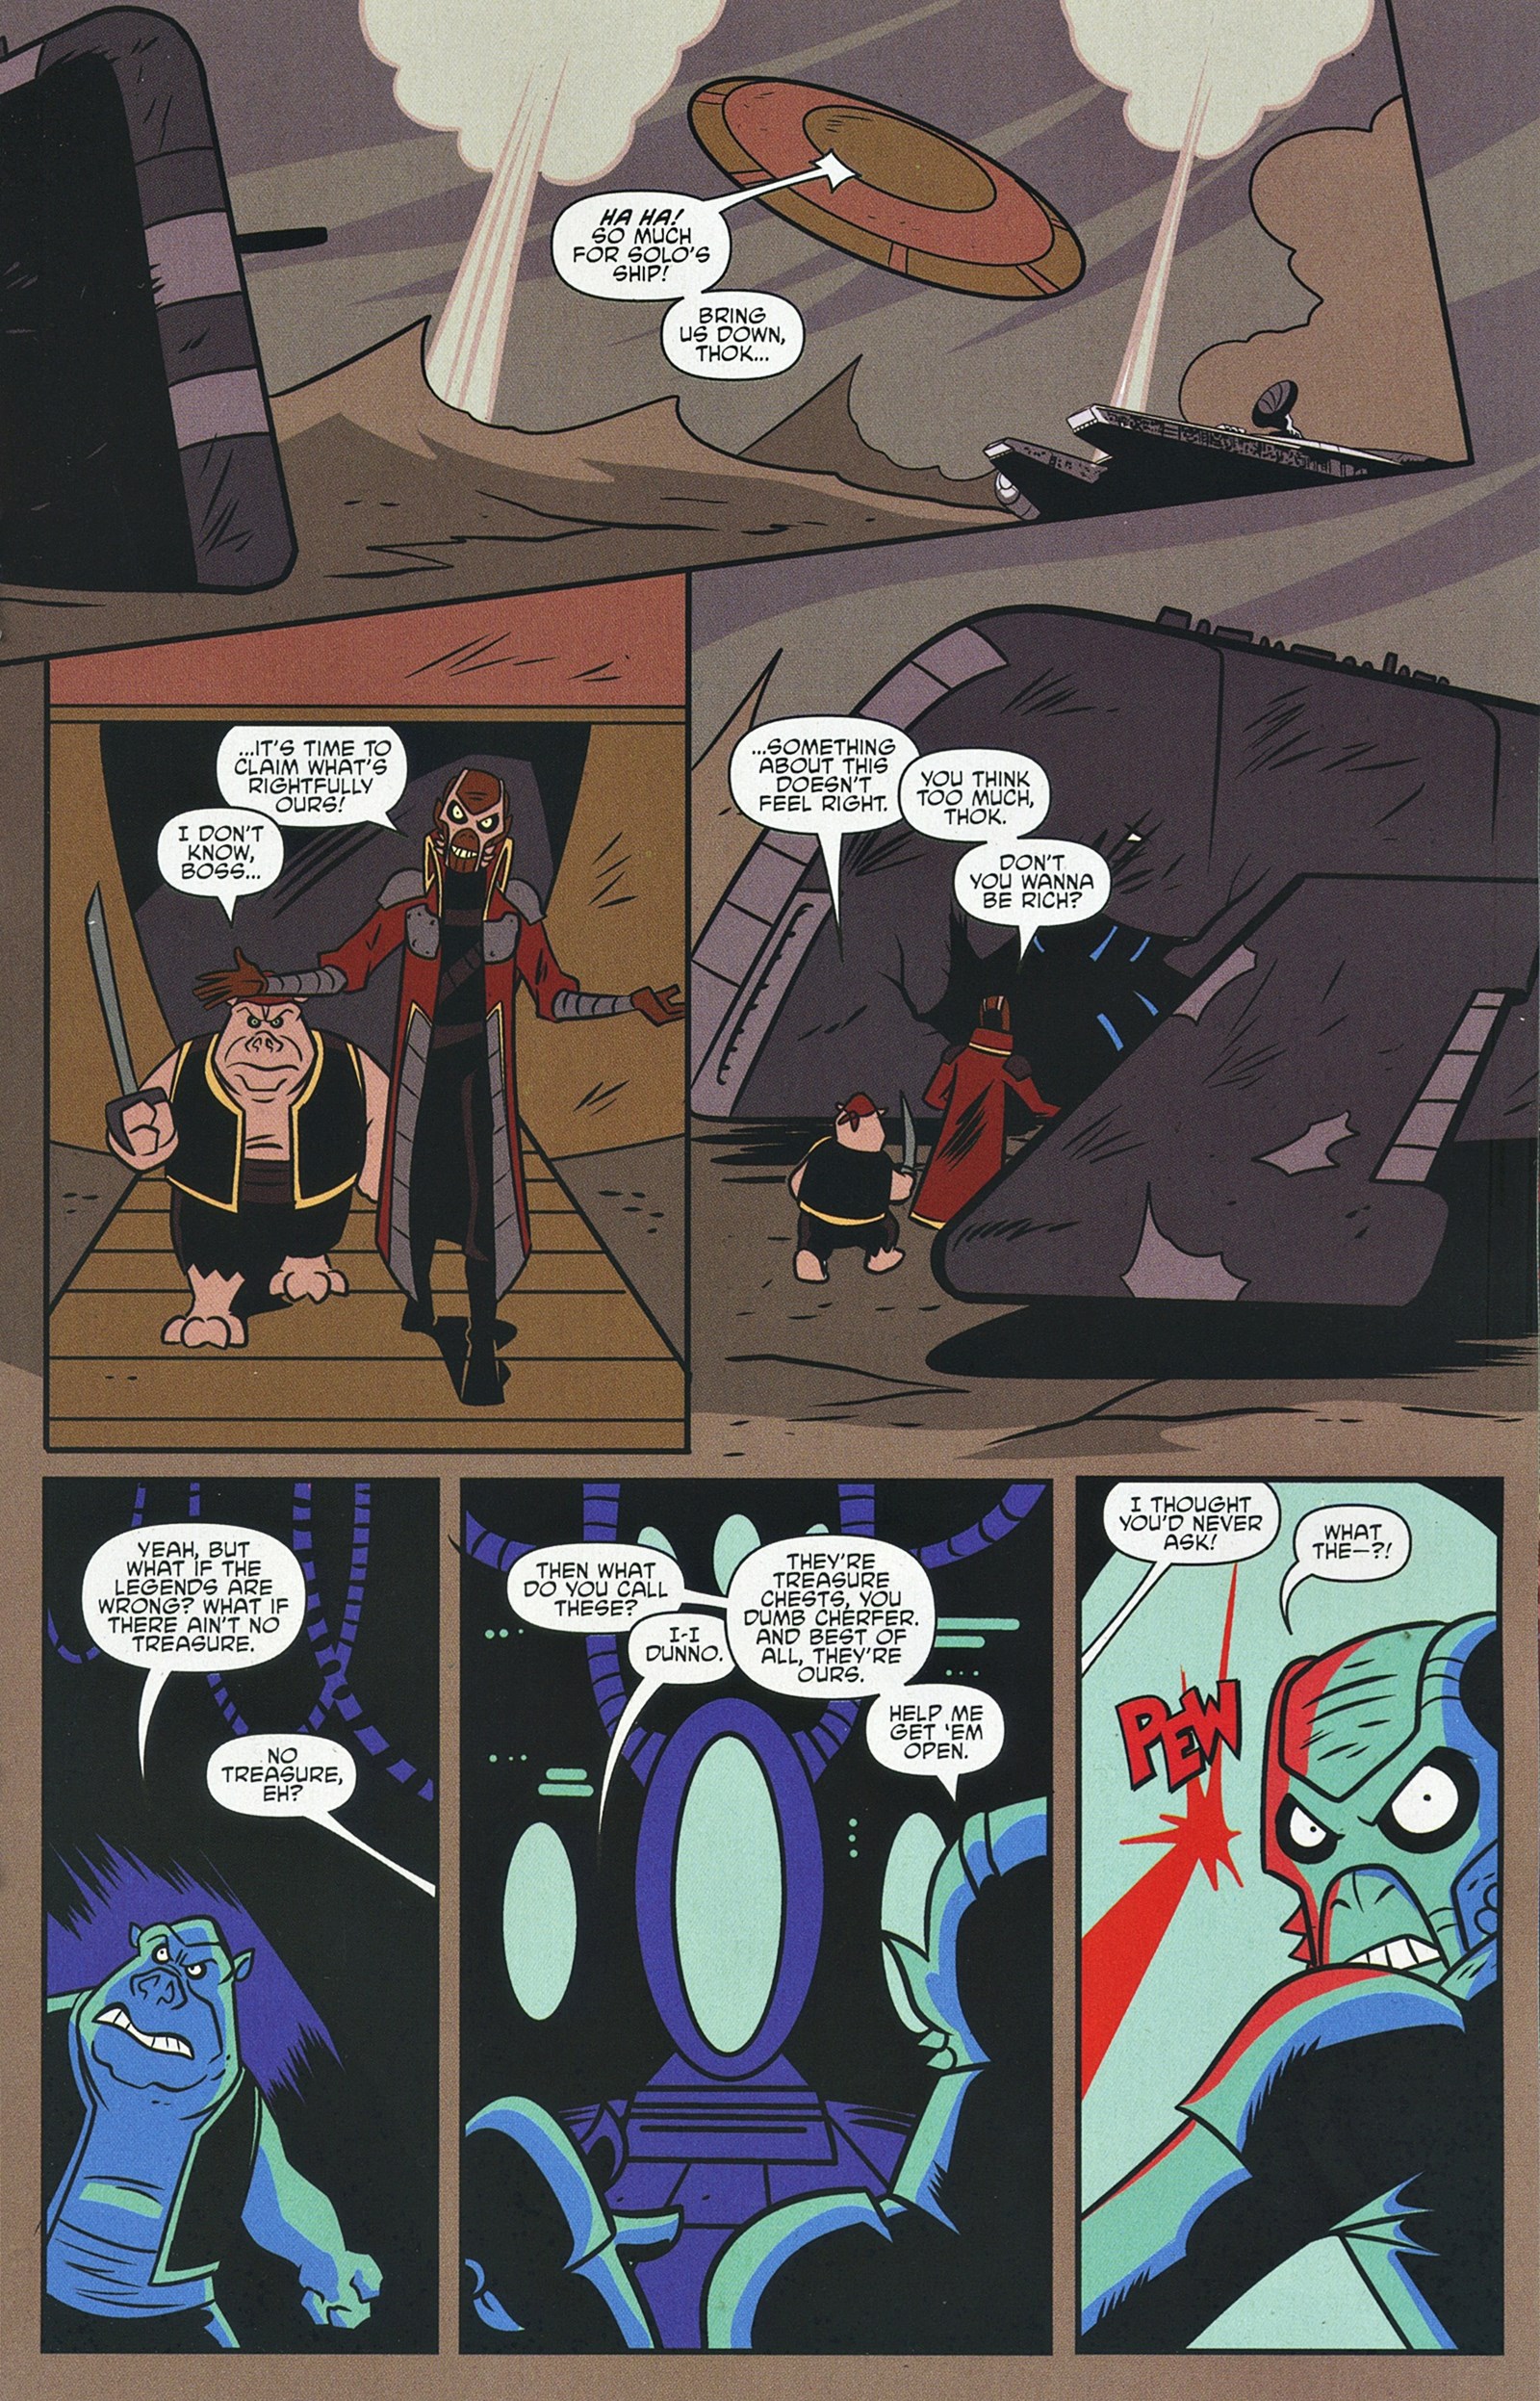 HA HA!
SO MUCH
FOR SOLO'S
SHIP!
BRING
US DOWN,
THOK...
...IT'S TIME TO
CLAIM WHAT'S
RIGHTFULLY
OURS!
I DON'T
KNOW,
BOSS...
...SOMETHING
ABOUT THIS
DOESN'T
FEEL RIGHT.
YOU THINK
TOO MUCH,
THOK.
DON'T
YOU WANNA
BE RICH?
YEAH, BUT
WHAT IF THE
LEGENDS ARE
WRONG? WHAT IF
THERE AIN'T NO
TREASURE.
NO
TREASURE,
EH?
THEN WHAT
DO YOU CALL
THESE?
I-I
DUNNO.
THEY'RE
TREASURE
CHESTS, YOU
DUMB CHERFER.
AND BEST OF
ALL, THEY'RE
OURS.
HELP ME
GET 'EM
OPEN.
I THOUGHT
YOU'D NEVER
ASK!
WHAT
THE—?!
PEW